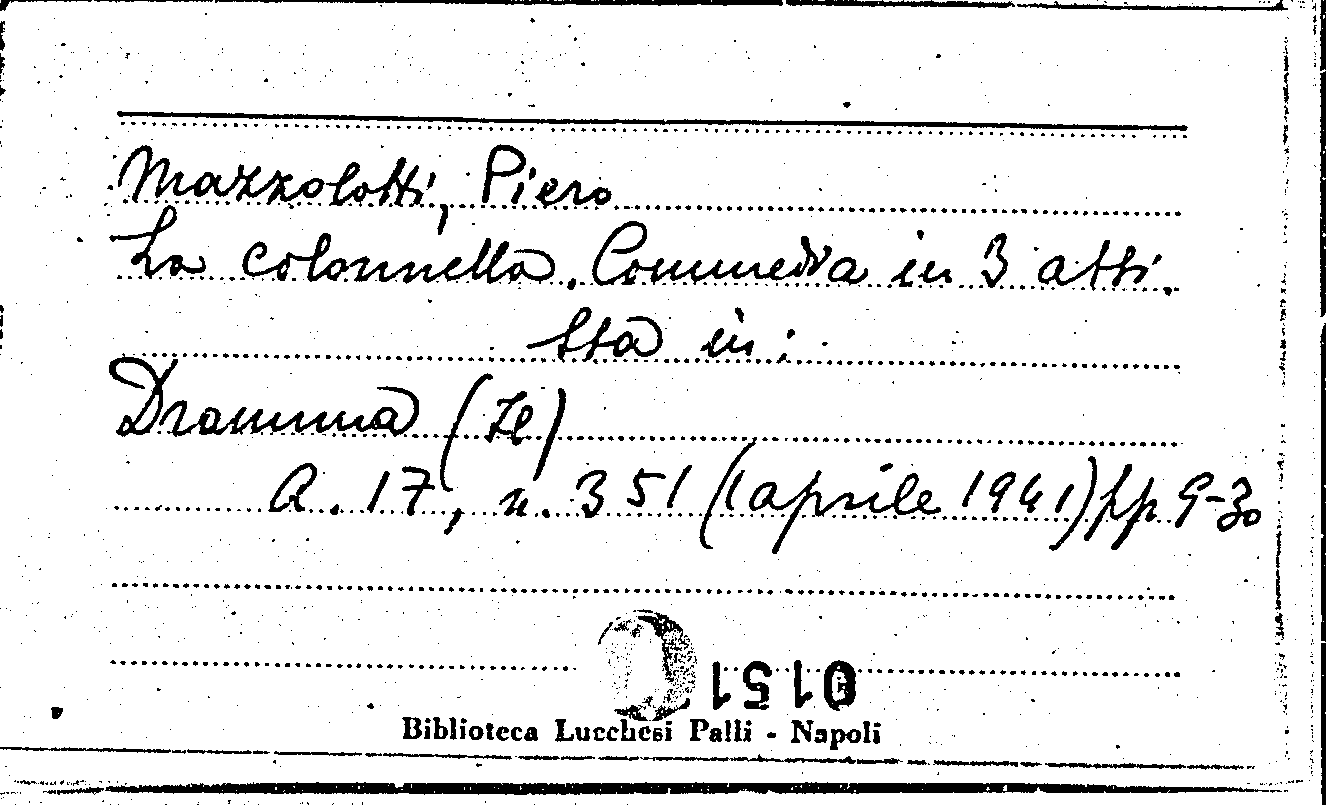 Mazzolotti, Piero
La colonnella. Commedia in 3 atti.
Sta in:
Dramma (Il)
A. 17, n. 351 (1 aprile 1941) pp 9-30
0151
Biblioteca Lucchesi Palli - Napoli